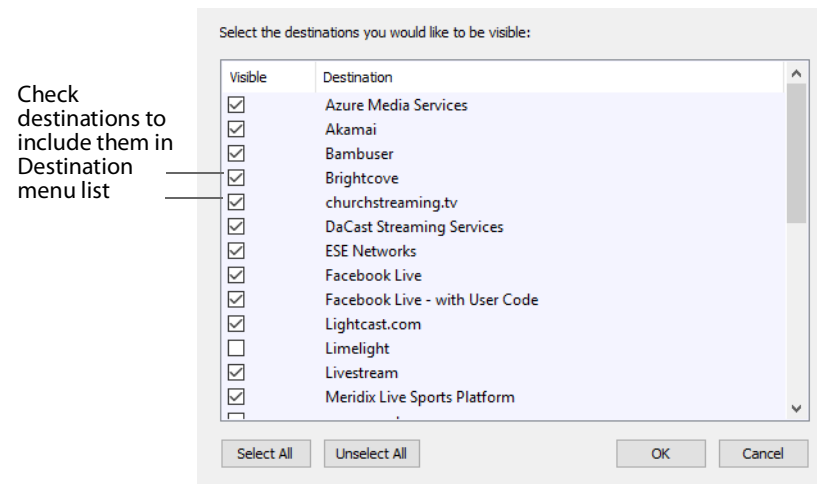 Select the destinations you would like to be visible:
Check
destinations to
include them in
Destination
menu list
Visible Destination
Azure Media Services
Akamai
Bambuser
Brightcove
churchstreaming.tv
DaCast Streaming Services
ESE Networks
Facebook Live
Facebook Live - with User Code
Lightcast.com
Limelight
Livestream
Meridix Live Sports Platform
Select All Unselect All OK Cancel